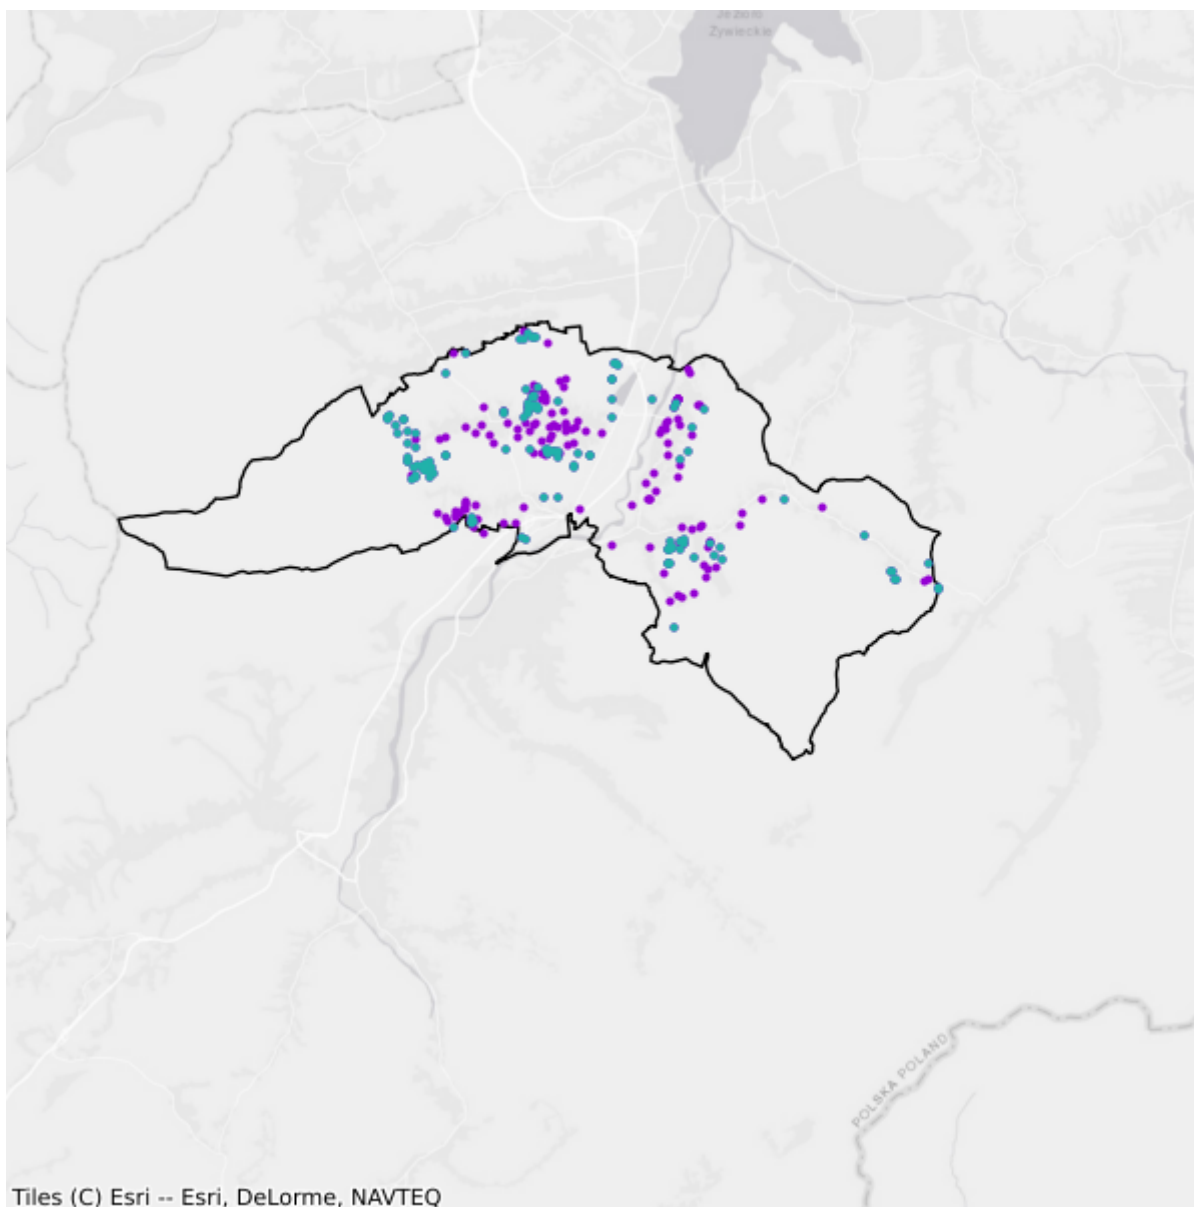 Jezioro
Żywieckie
POLSKA POLAND
Tiles (C) Esri -- Esri, DeLorme, NAVTEQ